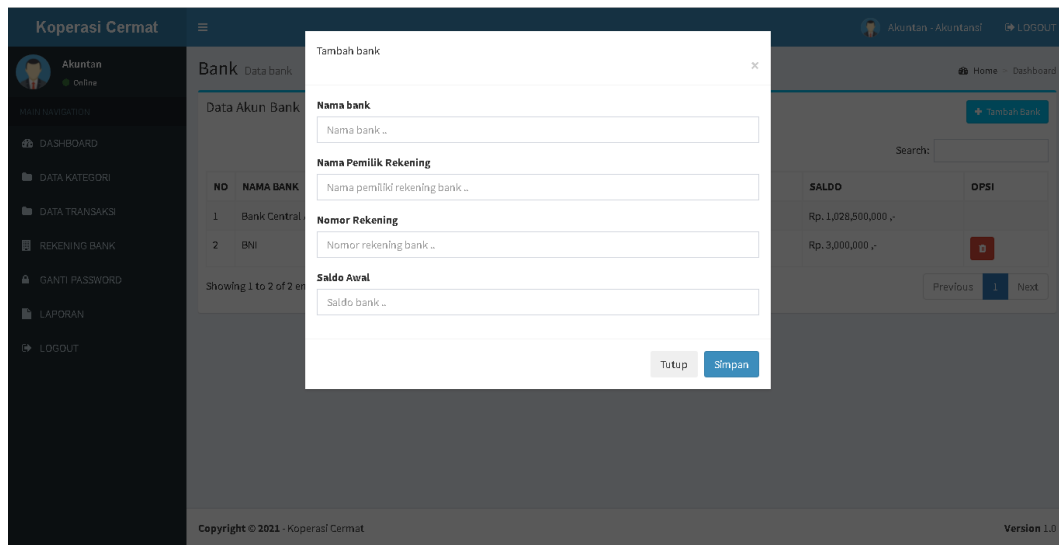 Koperasi Cermat
Akuntan - Akuntansi
LOGOUT
Akuntan
Online
MAIN NAVIGATION
DASHBOARD
DATA KATEGORI
DATA TRANSAKSI
REKENING BANK
GANTI PASSWORD
LAPORAN
LOGOUT
Bank Data bank
Home - Dashboard
Data Akun Bank
Tambah Bank
Search:
NO NAMA BANK SALDO OPSI
1 Bank Central Rp. 1,028,500,000 ,-
2 BNI Rp. 3,000,000 ,-
Showing 1 to 2 of 2 en
Previous 1 Next
Tambah bank
×
Nama bank
Nama bank ..
Nama Pemilik Rekening
Nama pemiliki rekening bank ..
Nomor Rekening
Nomor rekening bank ..
Saldo Awal
Saldo bank ..
Tutup Simpan
Copyright © 2021 - Koperasi Cermat
Version 1.0